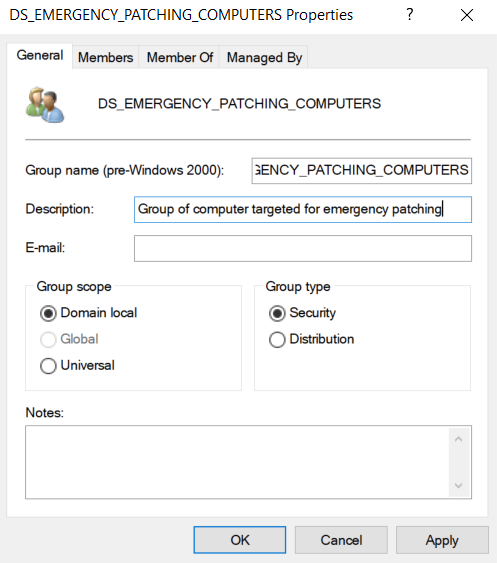 DS_EMERGENCY_PATCHING_COMPUTERS Properties ?
General Members Member Of Managed By
DS_EMERGENCY_PATCHING_COMPUTERS
Group name (pre-Windows 2000): GENCY_PATCHING_COMPUTERS
Description: Group of computer targeted for emergency patching
E-mail:
Group scope Group type
Domain local Security
Global Distribution
Universal
Notes:
OK Cancel Apply